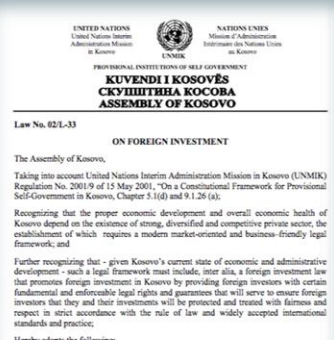 UNITED NATIONS
United Nations Interim
Administration Mission
in Kosovo
UNMIK
NATIONS UNIES
Mission d'Administration
Intérimaire des Nations Unies
au Kosovo
PROVISIONAL INSTITUTIONS OF SELF GOVERNMENT
KUVENDI I KOSOVËS
СКУПШТИНА КОСОВА
ASSEMBLY OF KOSOVO
Law No. 02/L-33
ON FOREIGN INVESTMENT
The Assembly of Kosovo,
Taking into account United Nations Interim Administration Mission in Kosovo (UNMIK)
Regulation No. 2001/9 of 15 May 2001, "On a Constitutional Framework for Provisional
Self-Government in Kosovo, Chapter 5.1(d) and 9.1.26 (a);
Recognizing that the proper economic development and overall economic health of
Kosovo depend on the existence of strong, diversified and competitive private sector, the
establishment of which requires a modern market-oriented and business–friendly legal
framework; and
Further recognizing that - given Kosovo's current state of economic and administrative
development - such a legal framework must include, inter alia, a foreign investment law
that promotes foreign investment in Kosovo by providing foreign investors with certain
fundamental and enforceable legal rights and guarantees that will serve to ensure foreign
investors that they and their investments will be protected and treated with fairness and
respect in strict accordance with the rule of law and widely accepted international
standards and practice;
Hereby adopts the following: